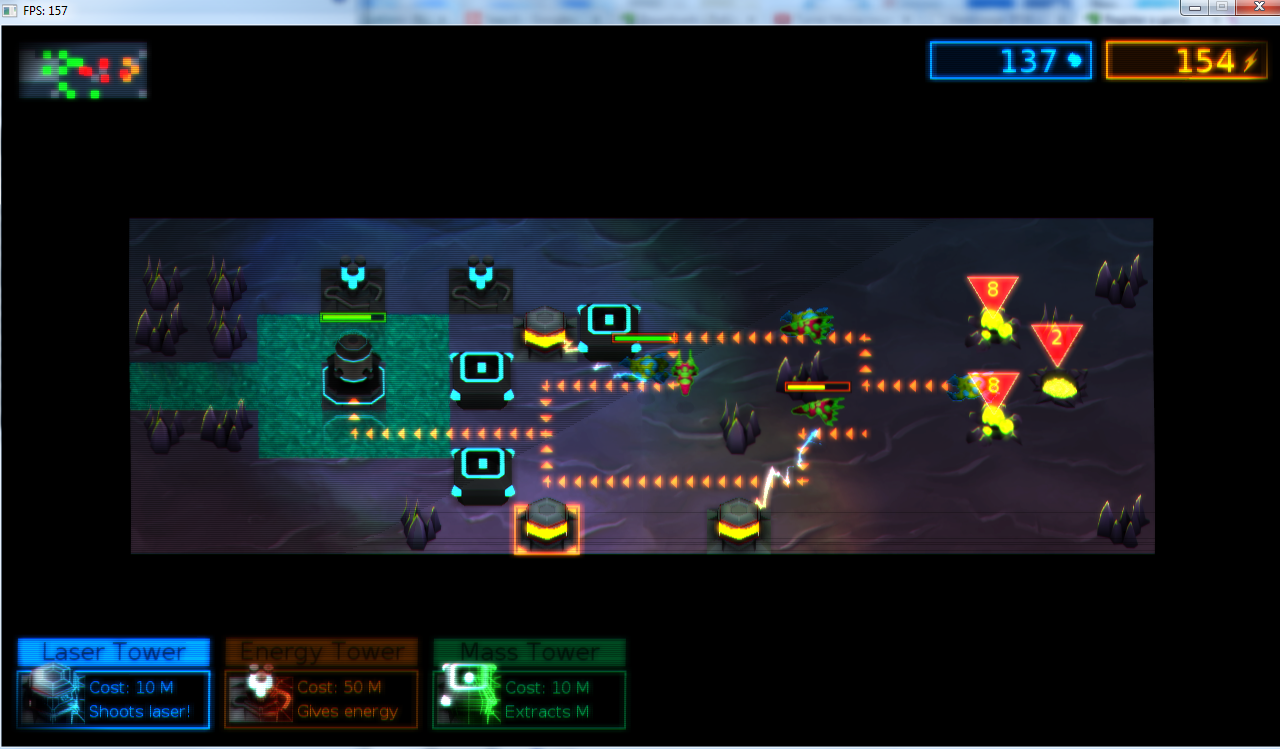 FPS: 157
137
154
8
2
8
Laser Tower
Cost: 10 M
Shoots laser!
Energy Tower
Cost: 50 M
Gives energy
Mass Tower
Cost: 10 M
Extracts M